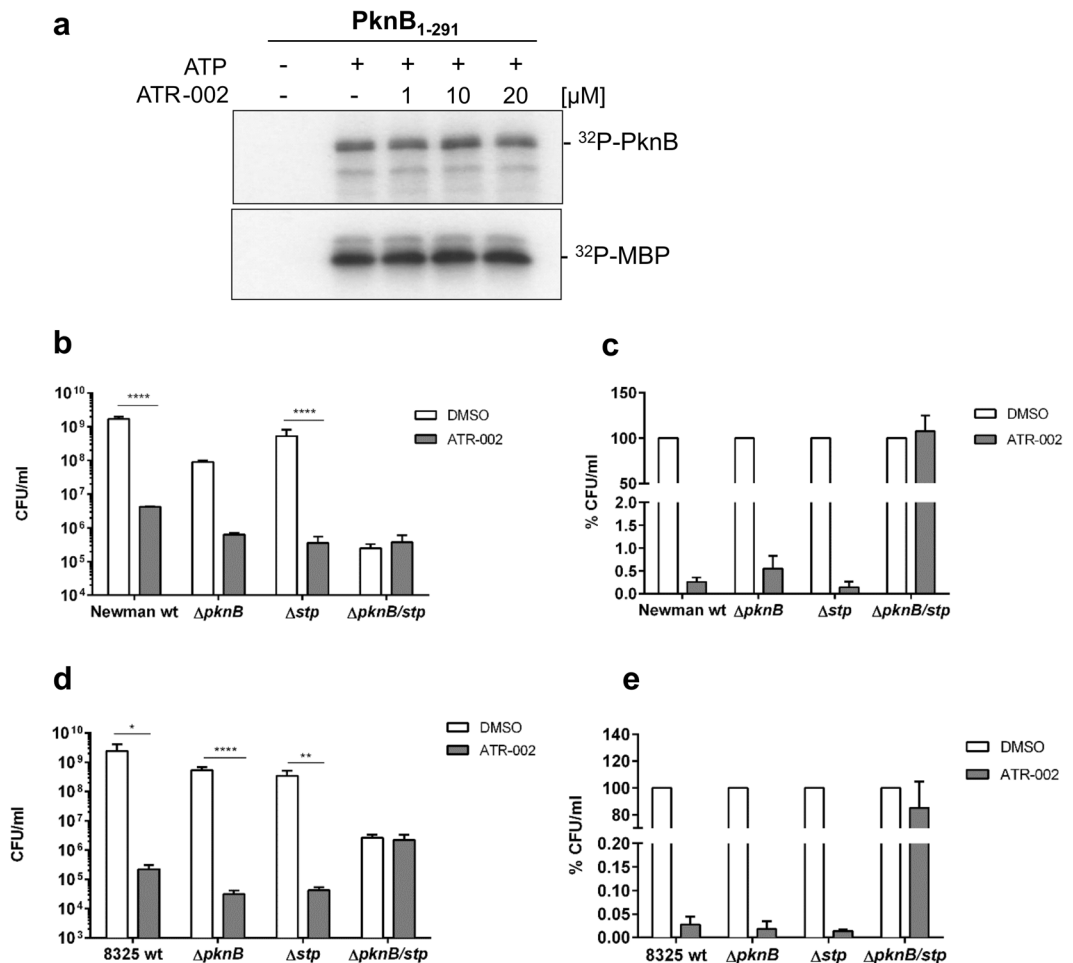 a
PknB1-291
ATP - + + + +
ATR-002 - - 1 10 20 [µM]
- 32P-PknB
- 32P-MBP
b
CFU/ml
10^10
10^9
10^8
10^7
10^6
10^5
10^4
****
****
DMSO
ATR-002
Newman wt ΔpknB Δstp ΔpknB/stp
c
% CFU/ml
150
100
50
2.0
1.5
1.0
0.5
0.0
DMSO
ATR-002
Newman wt ΔpknB Δstp ΔpknB/stp
d
CFU/ml
10^10
10^9
10^8
10^7
10^6
10^5
10^4
10^3
*
****
**
DMSO
ATR-002
8325 wt ΔpknB Δstp ΔpknB/stp
e
% CFU/ml
140
120
100
80
0.20
0.15
0.10
0.05
0.00
DMSO
ATR-002
8325 wt ΔpknB Δstp ΔpknB/stp